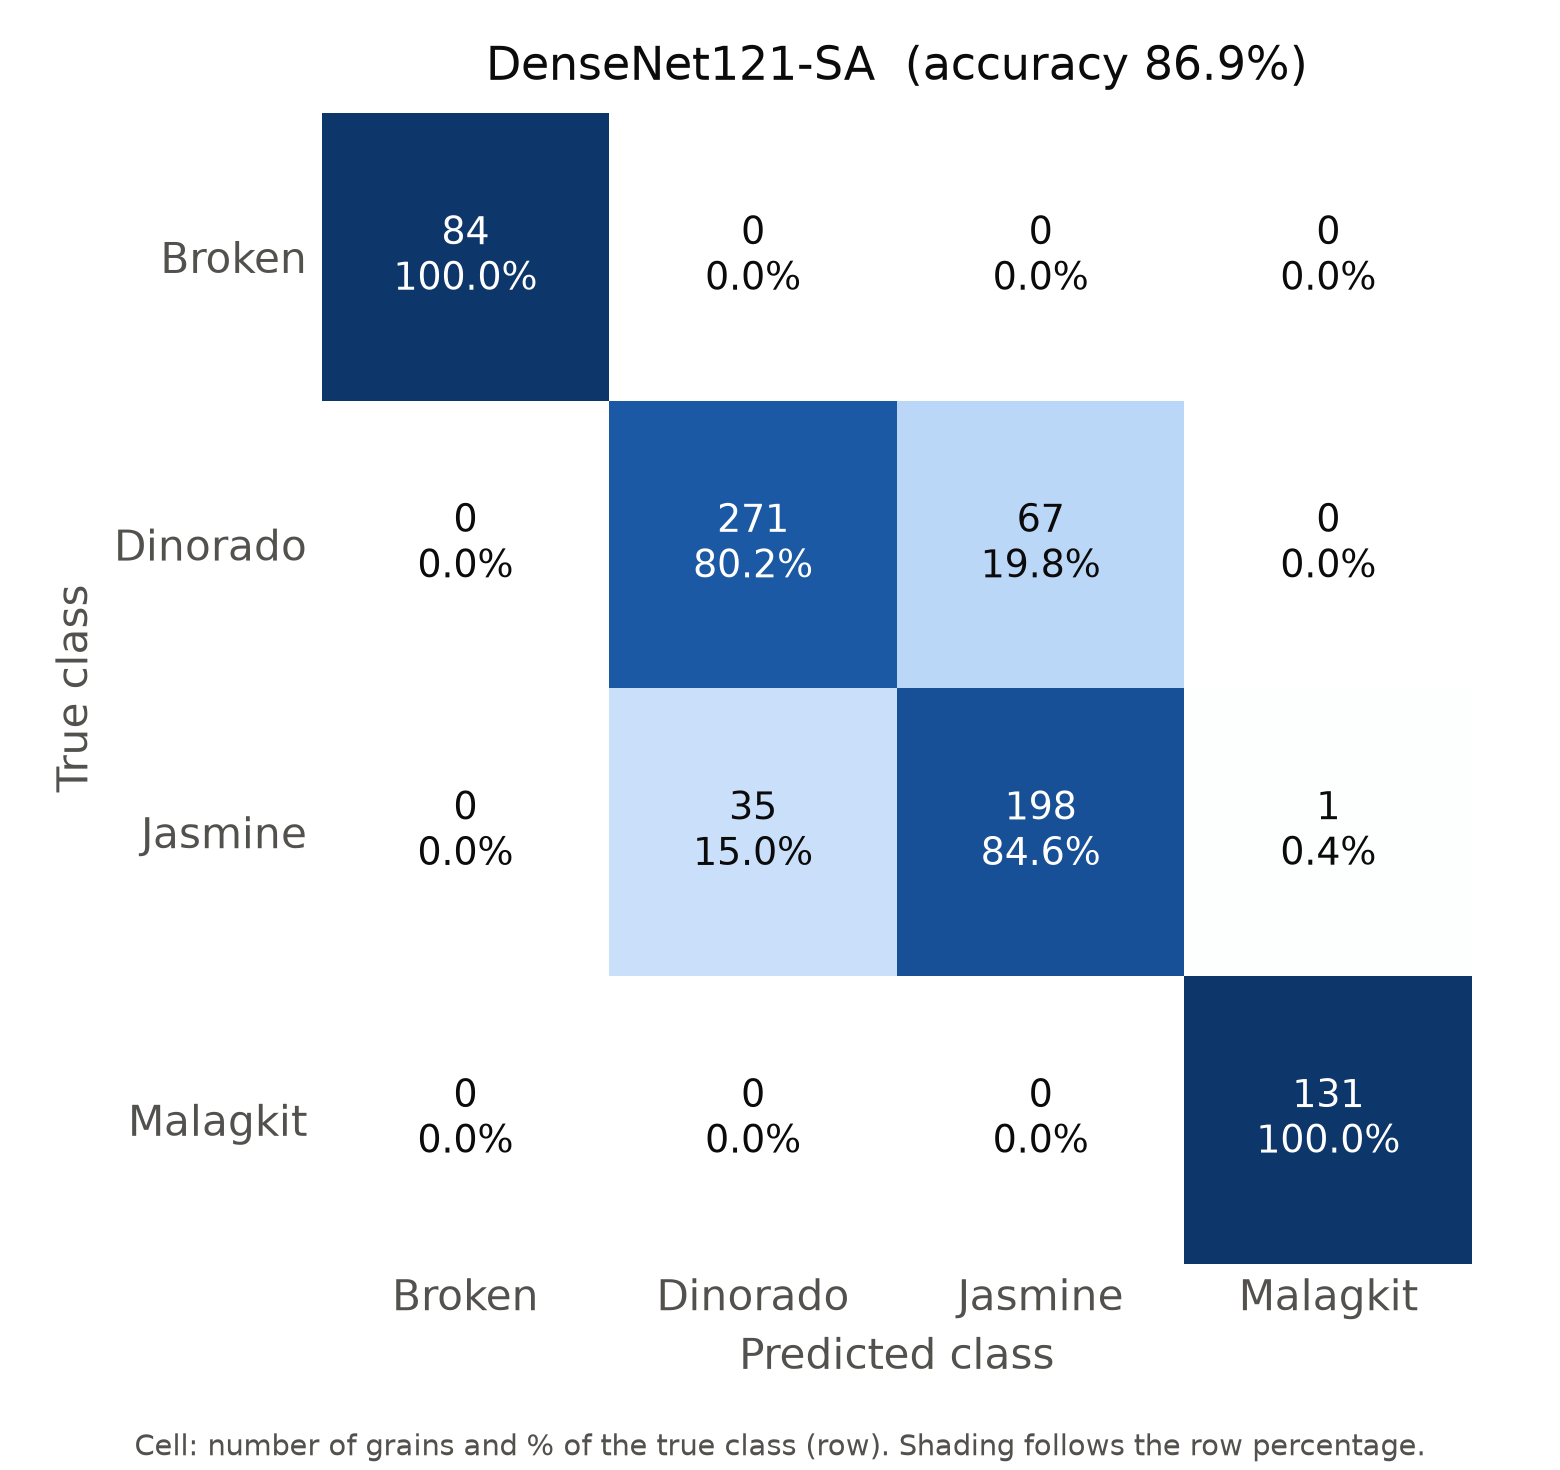 DenseNet121-SA (accuracy 86.9%)
Broken
84
100.0%
0
0.0%
0
0.0%
0
0.0%
Dinorado
0
0.0%
271
80.2%
67
19.8%
0
0.0%
True class
Jasmine
0
0.0%
35
15.0%
198
84.6%
1
0.4%
Malagkit
0
0.0%
0
0.0%
0
0.0%
131
100.0%
Broken
Dinorado
Jasmine
Malagkit
Predicted class
Cell: number of grains and % of the true class (row). Shading follows the row percentage.